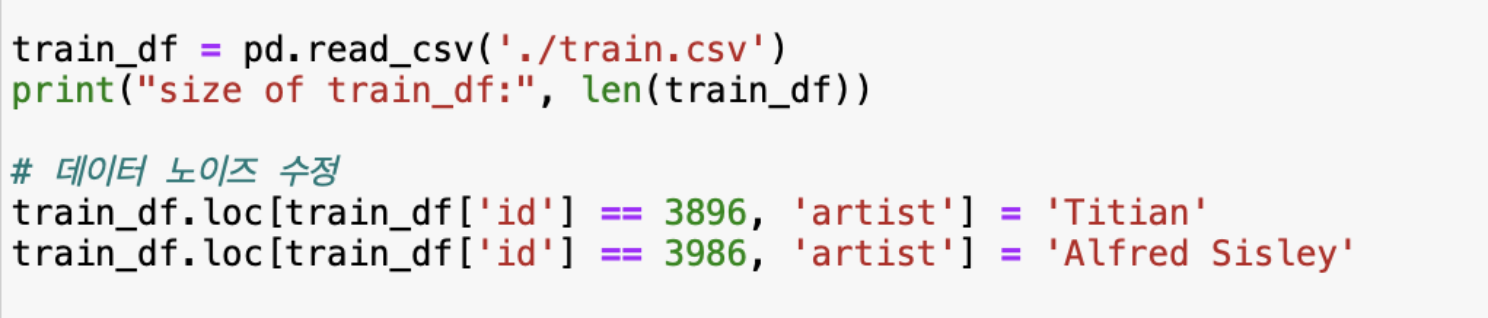 train_df = pd.read_csv('./train.csv')
print("size of train_df:", len(train_df))
# 데이터 노이즈 수정
train_df.loc[train_df['id'] == 3896, 'artist'] = 'Titian'
train_df.loc[train_df['id'] == 3986, 'artist'] = 'Alfred Sisley'